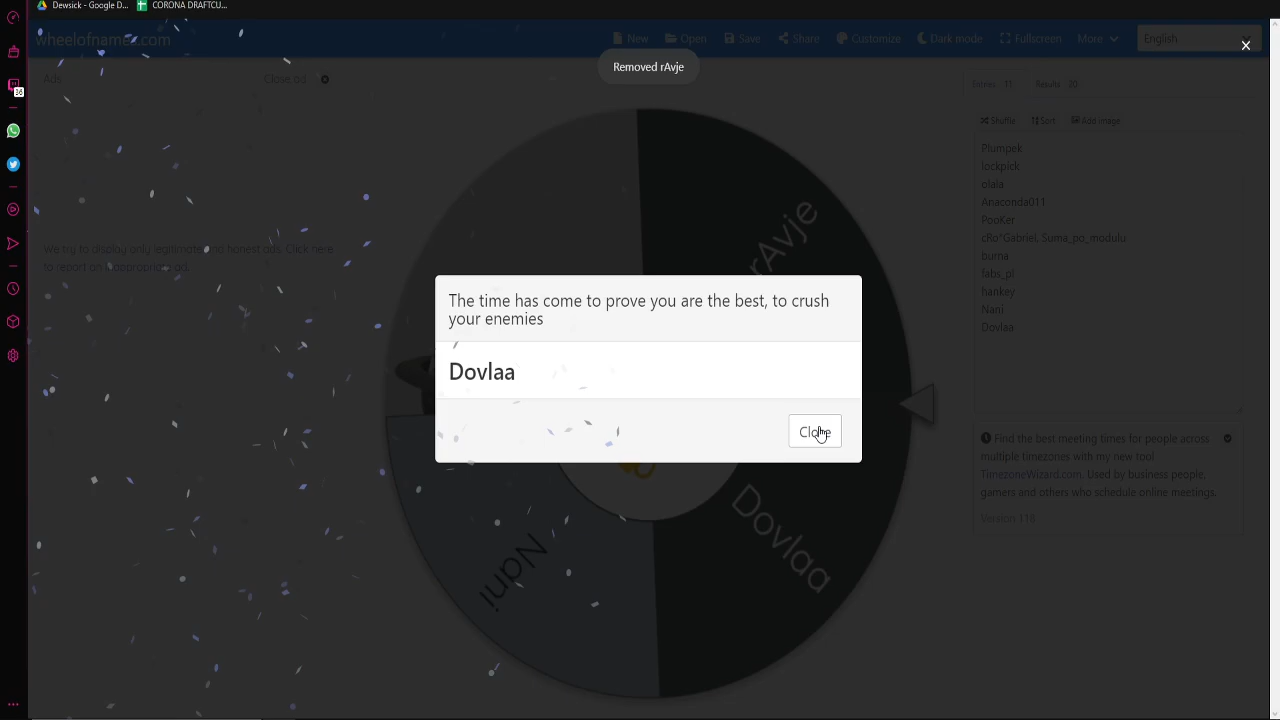 Dewsick - Google D...
CORONA DRAFTCU...
wheelofnames.com
New
Open
Save
Share
Customize
Dark mode
Fullscreen
More
English
Removed rAvje
16
Ads
Entries 11
Results 30
Shuffle
Sort
Add image
Plumpek
lockpick
olala
Anaconda011
PooKer
cRo^Gabriel, Suma_po_modulu
burna
fabs_pl
hankey
Nani
Dovlaa
We try to display only legitimate and honest ads. Click here
to report an inappropriate ad.
rAvje
The time has come to prove you are the best, to crush
your enemies
Dovlaa
Close
Dovlaa
Nani
Find the best meeting times for people across
multiple timezones with my new tool
TimezoneWizard.com. Used by business people,
gamers and others who schedule online meetings.
Version 118